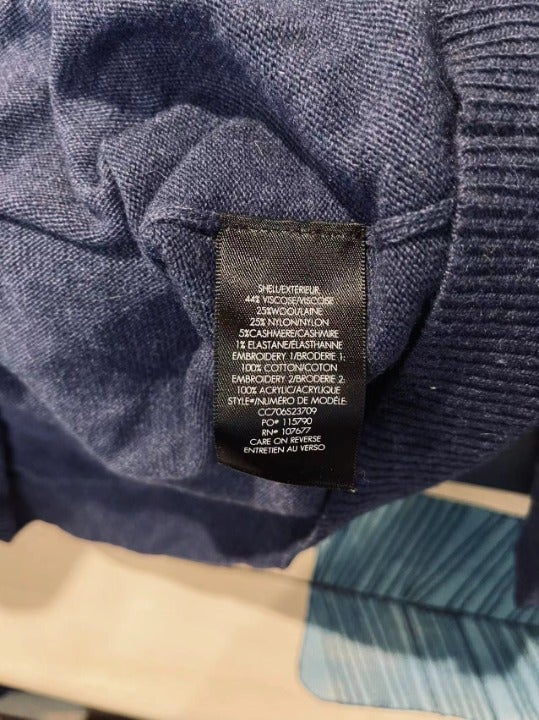 SHELL/EXTÉRIEUR:
44% VISCOSE/VISCOSE
25%WOOL/LAINE
25% NYLON/NYLON
5%CASHMERE/CASHMIRE
1% ELASTANE/ÉLASTHANNE
EMBROIDERY 1/BRODERIE 1:
100% COTTON/COTON
EMBROIDERY 2/BRODERIE 2:
100% ACRYLIC/ACRYLIQUE
STYLE#/NUMÉRO DE MODÈLE:
CC706S23709
PO# 115790
RN# 107677
CARE ON REVERSE
ENTRETIEN AU VERSO